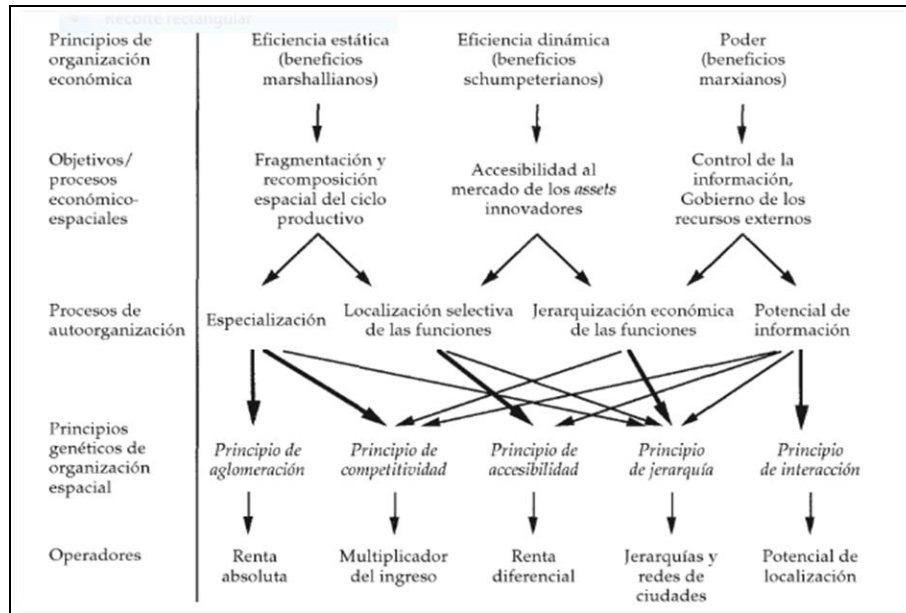 Recorte rectangular
Principios de
organización
económica
Eficiencia estática
(beneficios
marshallianos)
Eficiencia dinámica
(beneficios
schumpeterianos)
Poder
(beneficios
marxianos)
Objetivos/
procesos
económico-
espaciales
Fragmentación y
recomposición
espacial del ciclo
productivo
Accesibilidad al
mercado de los assets
innovadores
Control de la
información,
Gobierno de los
recursos externos
Procesos de
autoorganización
Especialización
Localización selectiva
de las funciones
Jerarquización económica
de las funciones
Potencial de
información
Principios
genéticos de
organización
espacial
Principio de
aglomeración
Principio de
competitividad
Principio de
accesibilidad
Principio
de jerarquía
Principio
de interacción
Operadores
Renta
absoluta
Multiplicador
del ingreso
Renta
diferencial
Jerarquías y
redes de
ciudades
Potencial de
localización